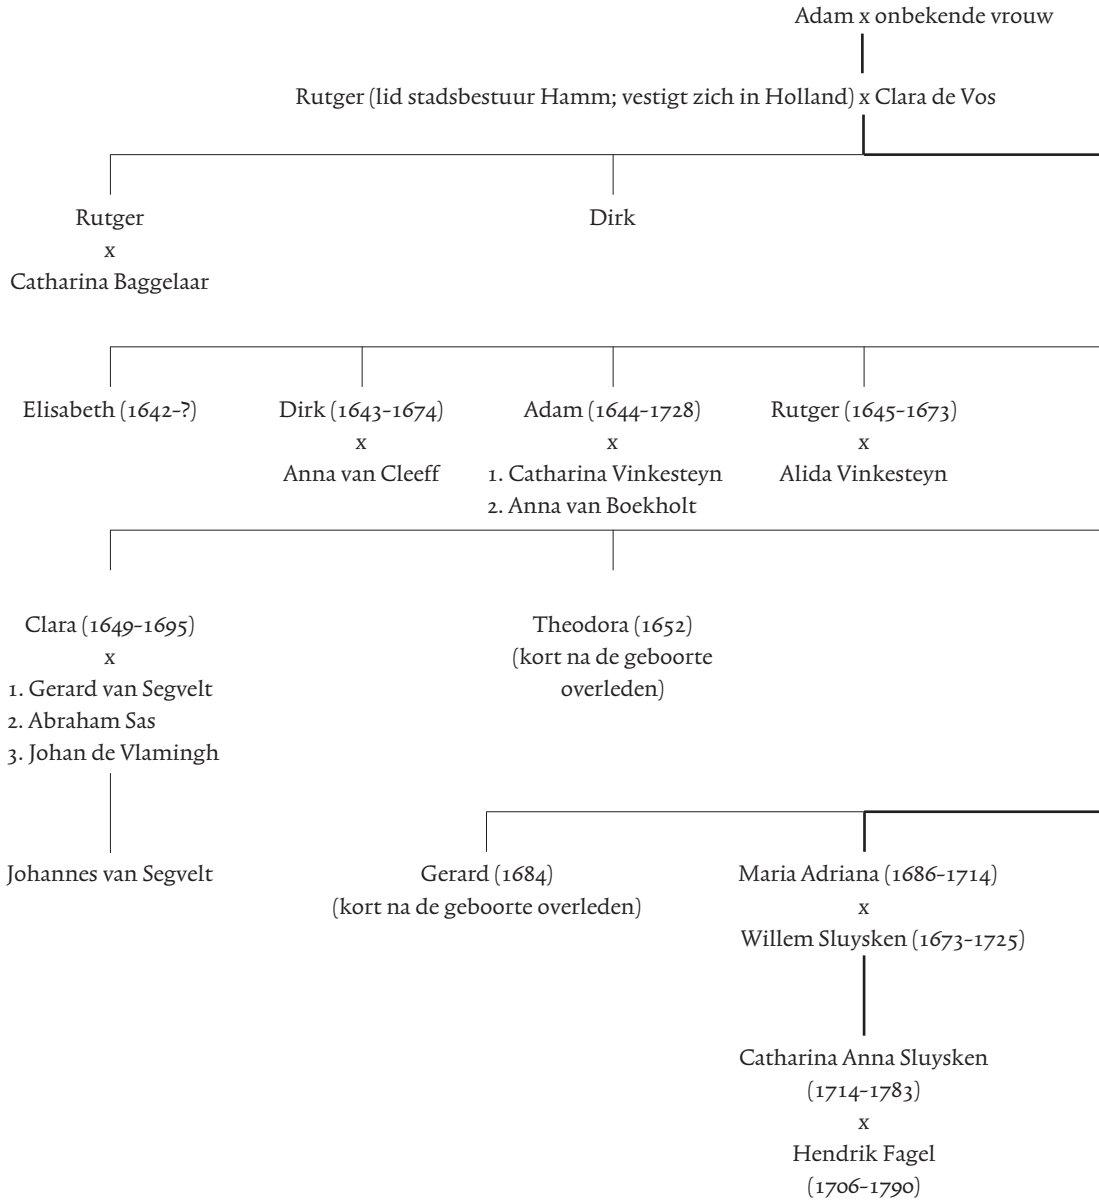 Adam x onbekende vrouw
Rutger (lid stadsbestuur Hamm; vestigt zich in Holland) x Clara de Vos
Rutger
x
Catharina Baggelaar
Dirk
Elisabeth (1642-?)
Dirk (1643-1674)
x
Anna van Cleeff
Adam (1644-1728)
x
1. Catharina Vinkesteyn
2. Anna van Boekholt
Rutger (1645-1673)
x
Alida Vinkesteyn
Clara (1649-1695)
x
1. Gerard van Segvelt
2. Abraham Sas
3. Johan de Vlamingh
Theodora (1652)
(kort na de geboorte
overleden)
Johannes van Segvelt
Gerard (1684)
(kort na de geboorte overleden)
Maria Adriana (1686-1714)
x
Willem Sluysken (1673-1725)
Catharina Anna Sluysken
(1714-1783)
x
Hendrik Fagel
(1706-1790)